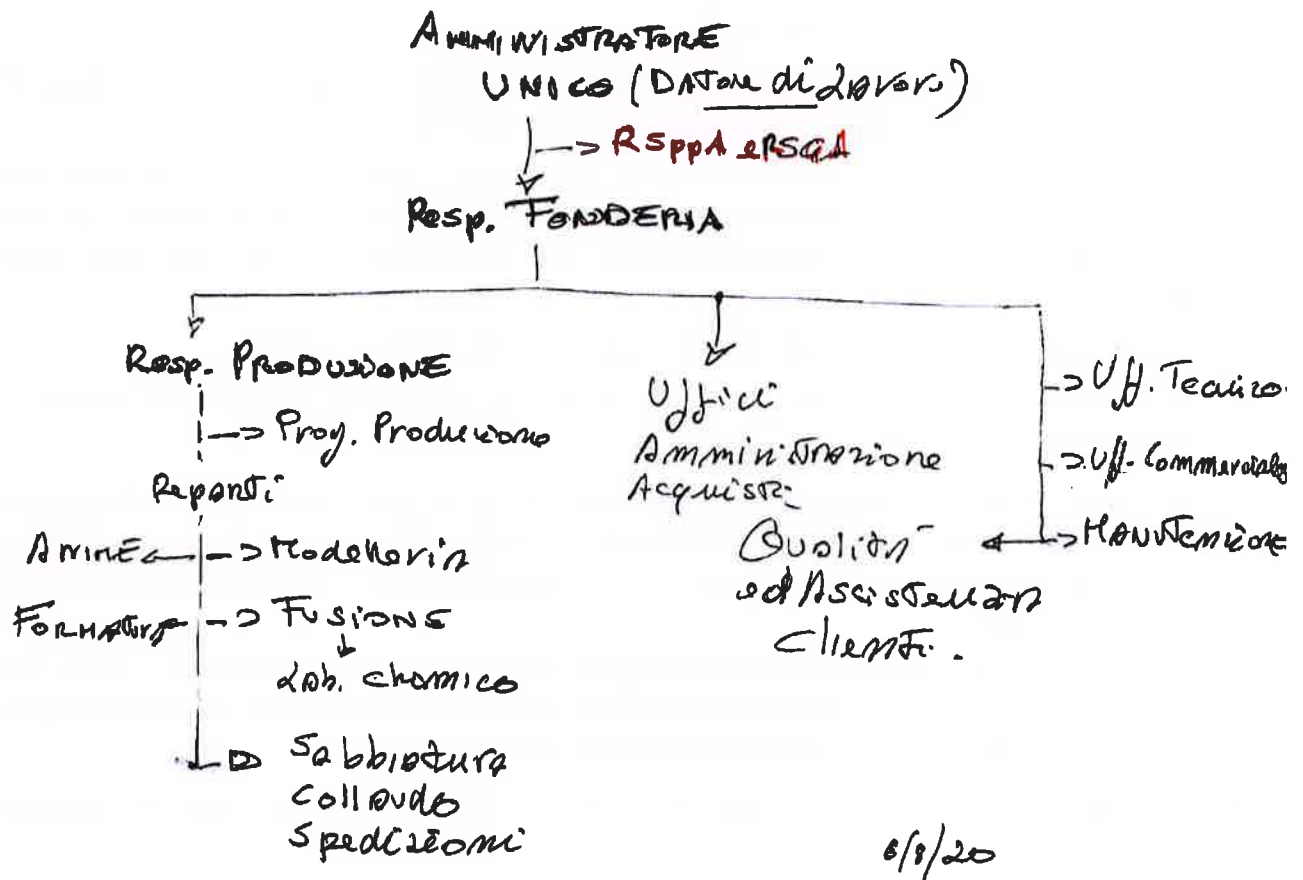 AMMINISTRATORE
UNICO (DATORE di Lavoro)
RSPPA e RSGA
Resp. FONDERIA
Resp. PRODUZIONE
Prog. Produzione
Reparti
ANIME
Modelleria
FORMATURA
FUSIONE
Lab. chimico
Sabbiatura
Collaudo
Spedizioni
Uffici
Amministrazione
Acquisti
Uff. Tecnico.
Uff. Commerciale
MANUTENZIONE
Qualità
ed Assistenza
Clienti.
6/8/20